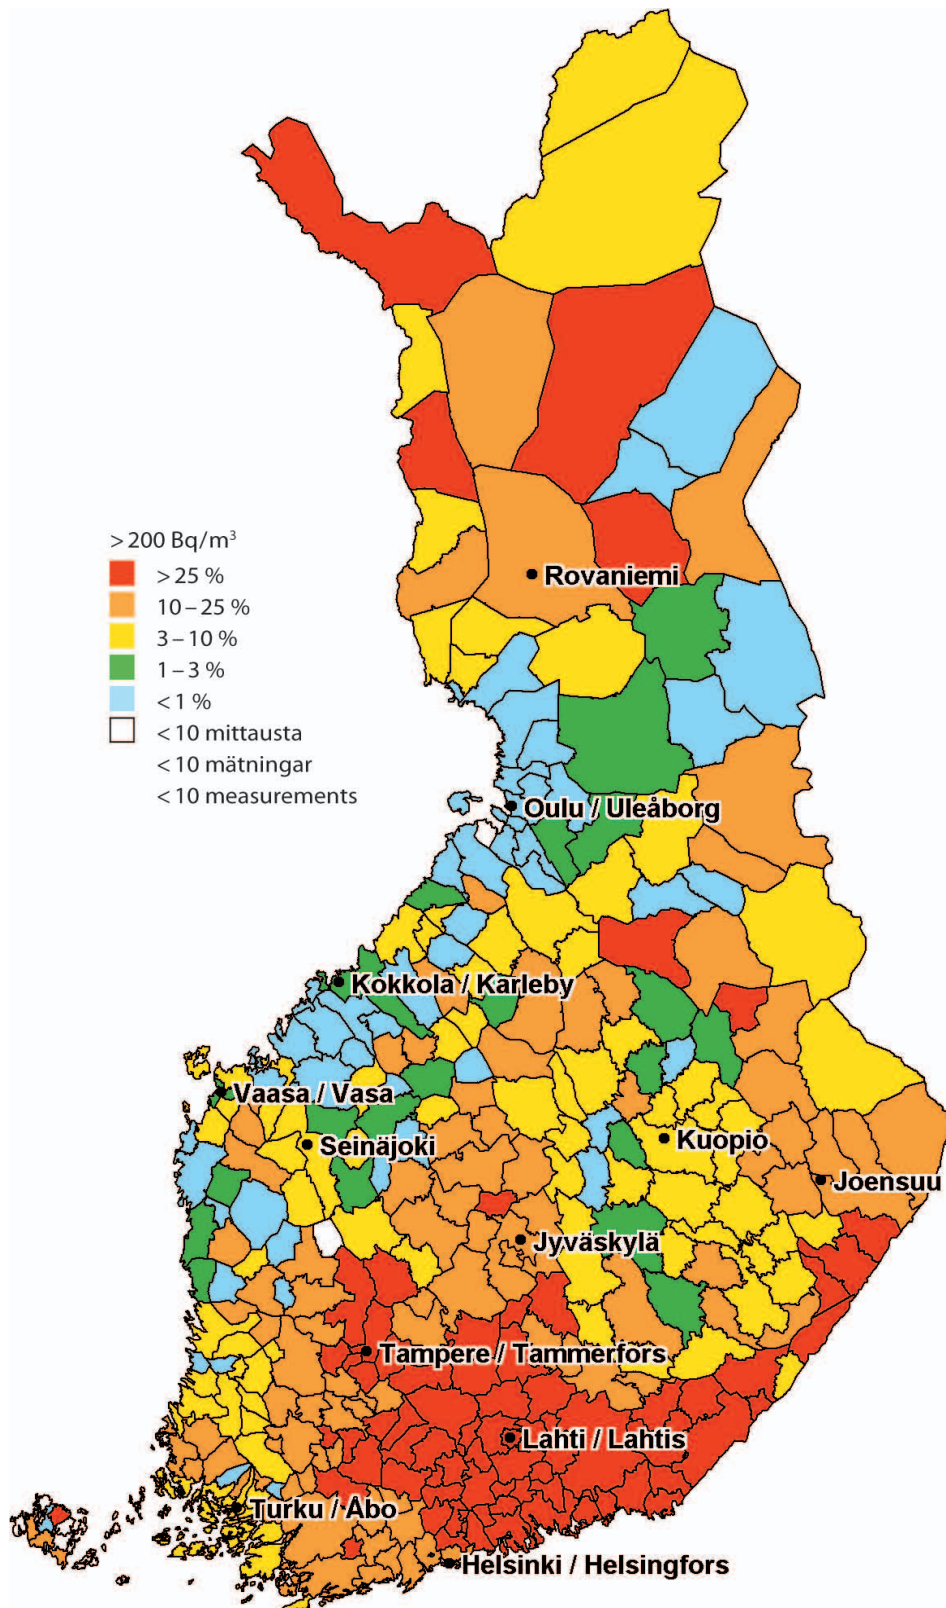 > 200 Bq/m³
> 25 %
10 – 25 %
3 – 10 %
1 – 3 %
< 1 %
< 10 mittausta
< 10 mätningar
< 10 measurements
Rovaniemi
Oulu / Uleåborg
Kokkola / Karleby
Vaasa / Vasa
Seinäjoki
Kuopio
Joensuu
Jyväskylä
Tampere / Tammerfors
Lahti / Lahtis
Turku / Åbo
Helsinki / Helsingfors